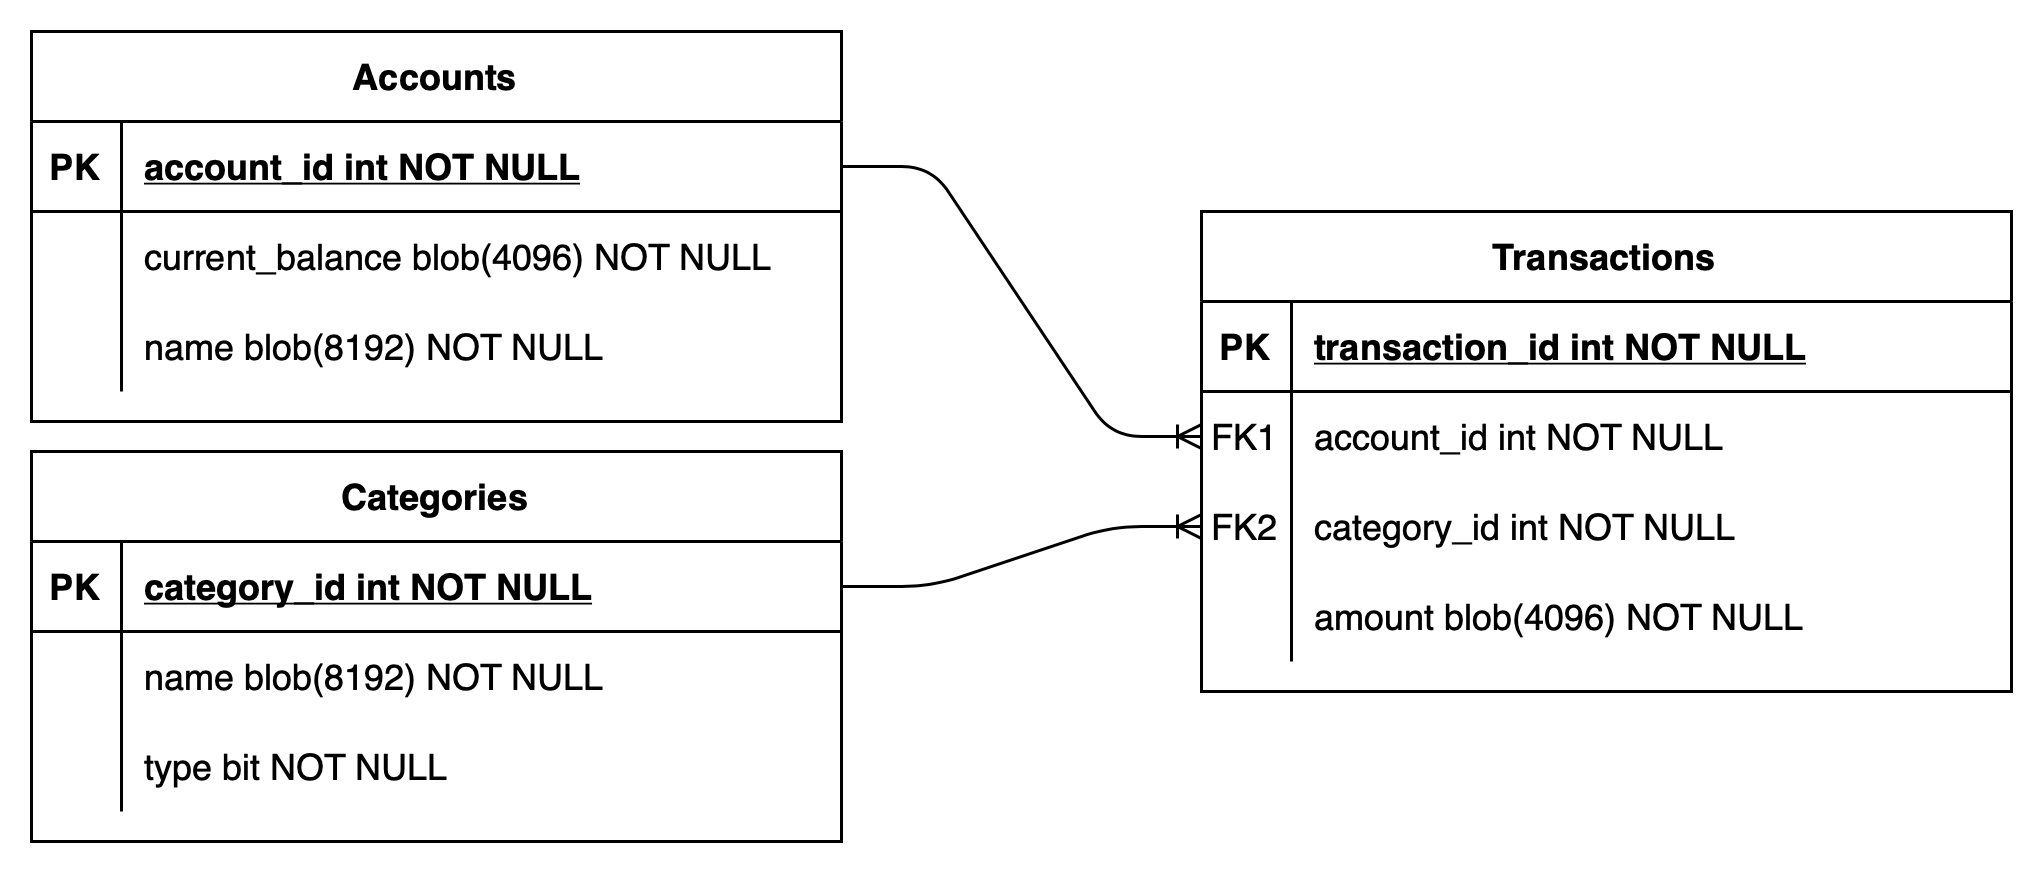 Accounts
PK account_id int NOT NULL
current_balance blob(4096) NOT NULL
name blob(8192) NOT NULL
Categories
PK category_id int NOT NULL
name blob(8192) NOT NULL
type bit NOT NULL
Transactions
PK transaction_id int NOT NULL
FK1 account_id int NOT NULL
FK2 category_id int NOT NULL
amount blob(4096) NOT NULL